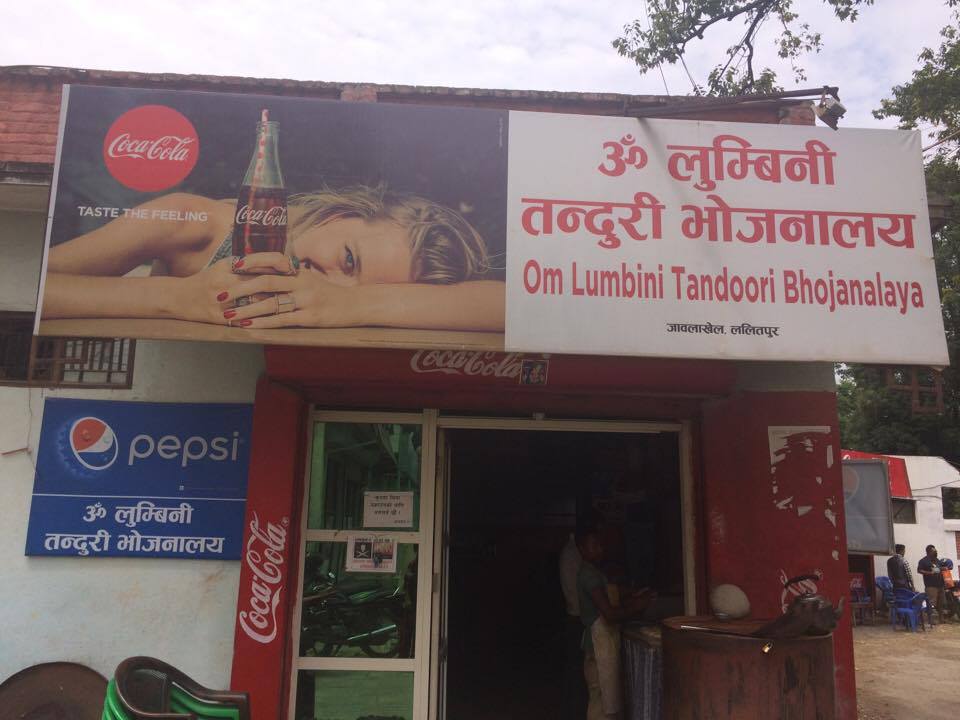 Coca-Cola
TASTE THE FEELING
Coca-Cola
ॐ लुम्बिनी
तन्दुरी भोजनालय
Om Lumbini Tandoori Bhojanalaya
जावलाखेल, ललितपुर
Coca-Cola
pepsi
ॐ लुम्बिनी
तन्दुरी भोजनालय
Coca-Cola